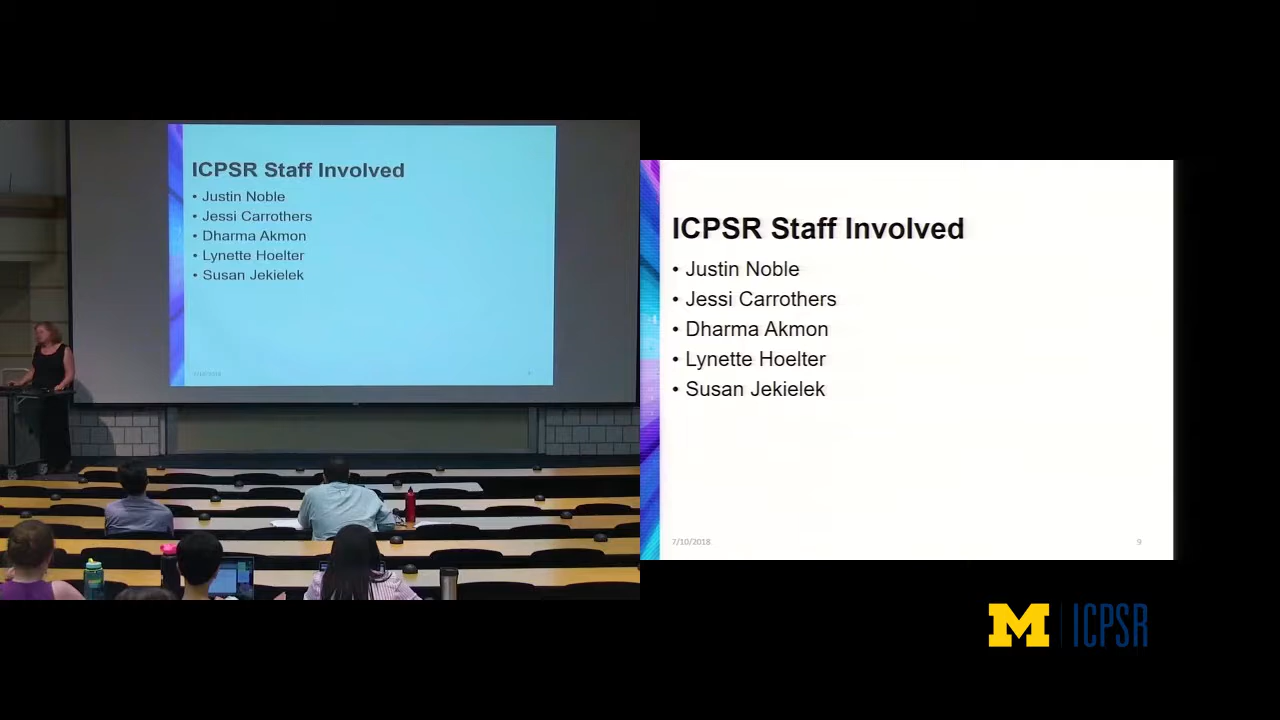 ICPSR Staff Involved
• Justin Noble
• Jessi Carrothers
• Dharma Akmon
• Lynette Hoelter
• Susan Jekielek
ICPSR Staff Involved
• Justin Noble
• Jessi Carrothers
• Dharma Akmon
• Lynette Hoelter
• Susan Jekielek
7/10/2018
9
M ICPSR